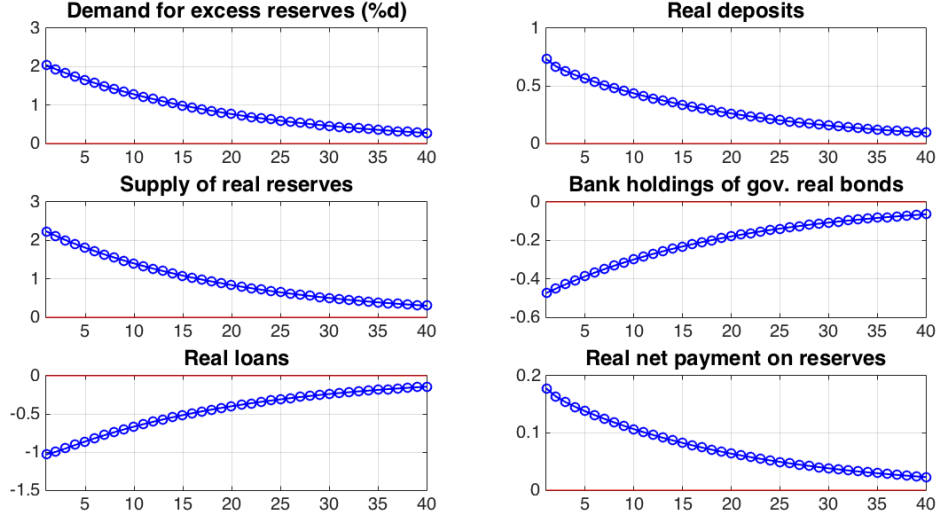 Demand for excess reserves (%d)
3
2
1
0
5 10 15 20 25 30 35 40
Real deposits
1
0.5
0
5 10 15 20 25 30 35 40
Supply of real reserves
3
2
1
0
5 10 15 20 25 30 35 40
Bank holdings of gov. real bonds
0
-0.2
-0.4
-0.6
5 10 15 20 25 30 35 40
Real loans
0
-0.5
-1
-1.5
5 10 15 20 25 30 35 40
Real net payment on reserves
0.2
0.1
0
5 10 15 20 25 30 35 40